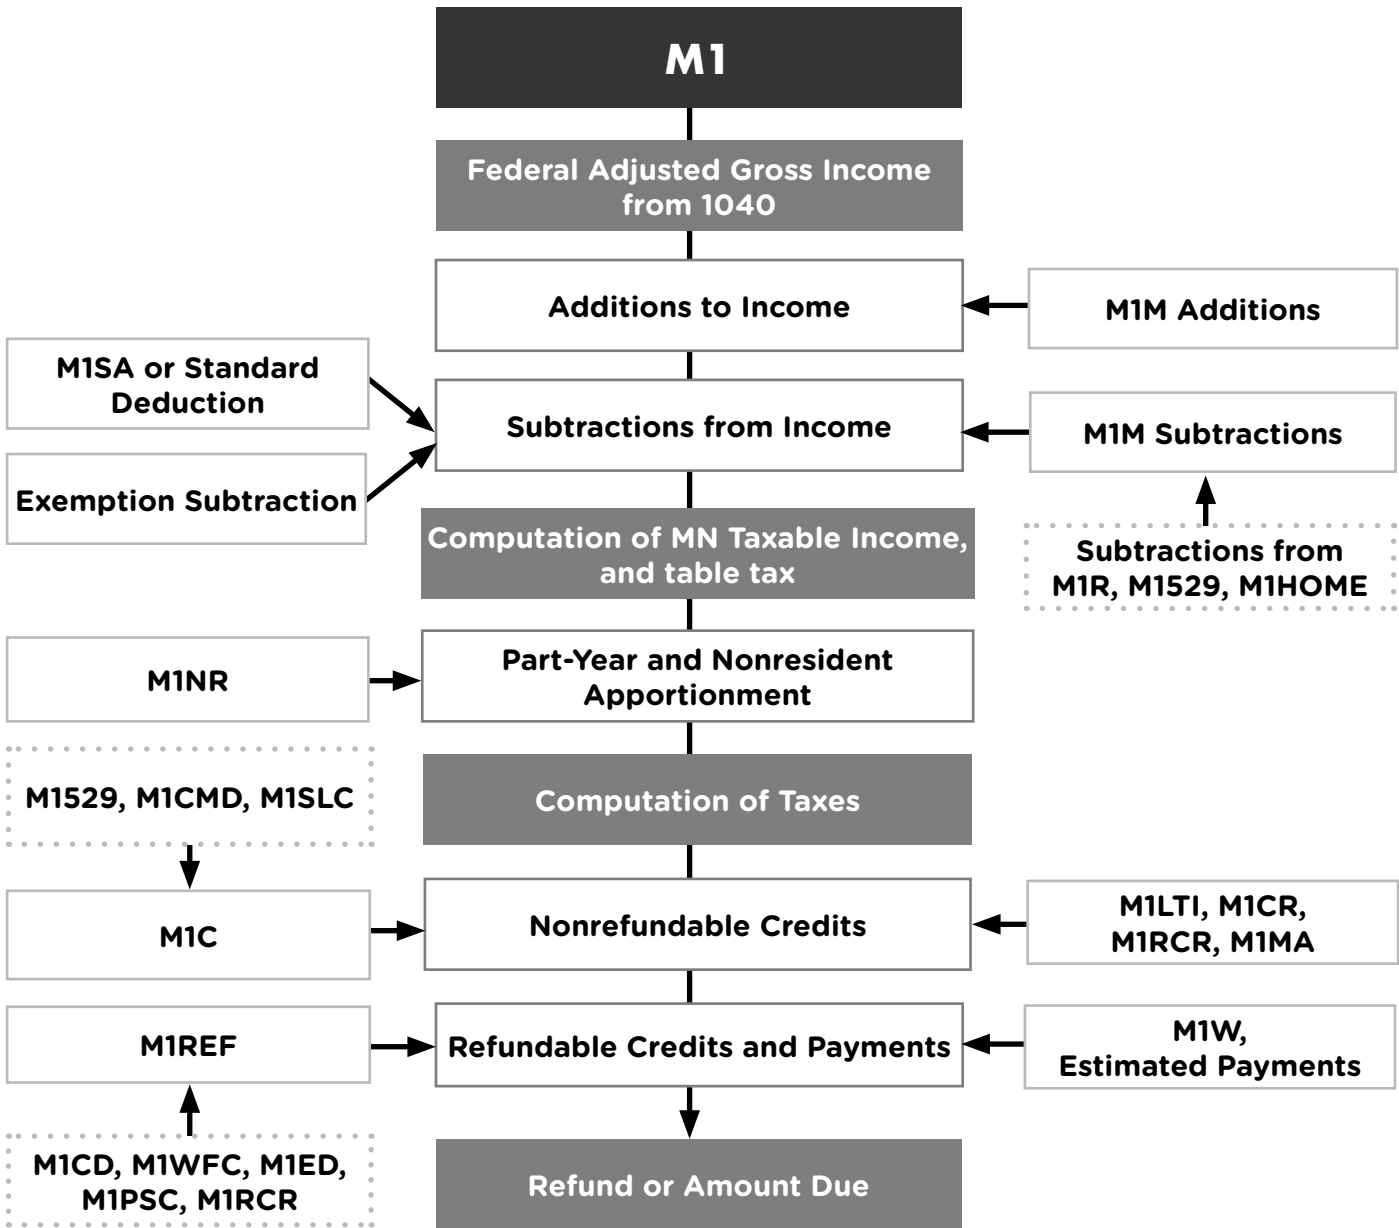 M1
Federal Adjusted Gross Income
from 1040
Additions to Income
M1M Additions
M1SA or Standard
Deduction
Subtractions from Income
M1M Subtractions
Exemption Subtraction
Computation of MN Taxable Income,
and table tax
Subtractions from
M1R, M1529, M1HOME
M1NR
Part-Year and Nonresident
Apportionment
M1529, M1CMD, M1SLC
Computation of Taxes
M1C
Nonrefundable Credits
M1LTI, M1CR,
M1RCR, M1MA
M1REF
Refundable Credits and Payments
M1W,
Estimated Payments
M1CD, M1WFC, M1ED,
M1PSC, M1RCR
Refund or Amount Due